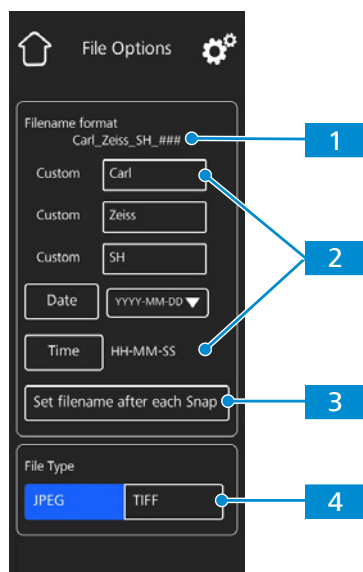 File Options
Filename format
Carl_Zeiss_SH_###
1
Custom Carl
Custom Zeiss
2
Custom SH
Date YYYY-MM-DD
Time HH-MM-SS
Set filename after each Snap
3
File Type
JPEG TIFF
4